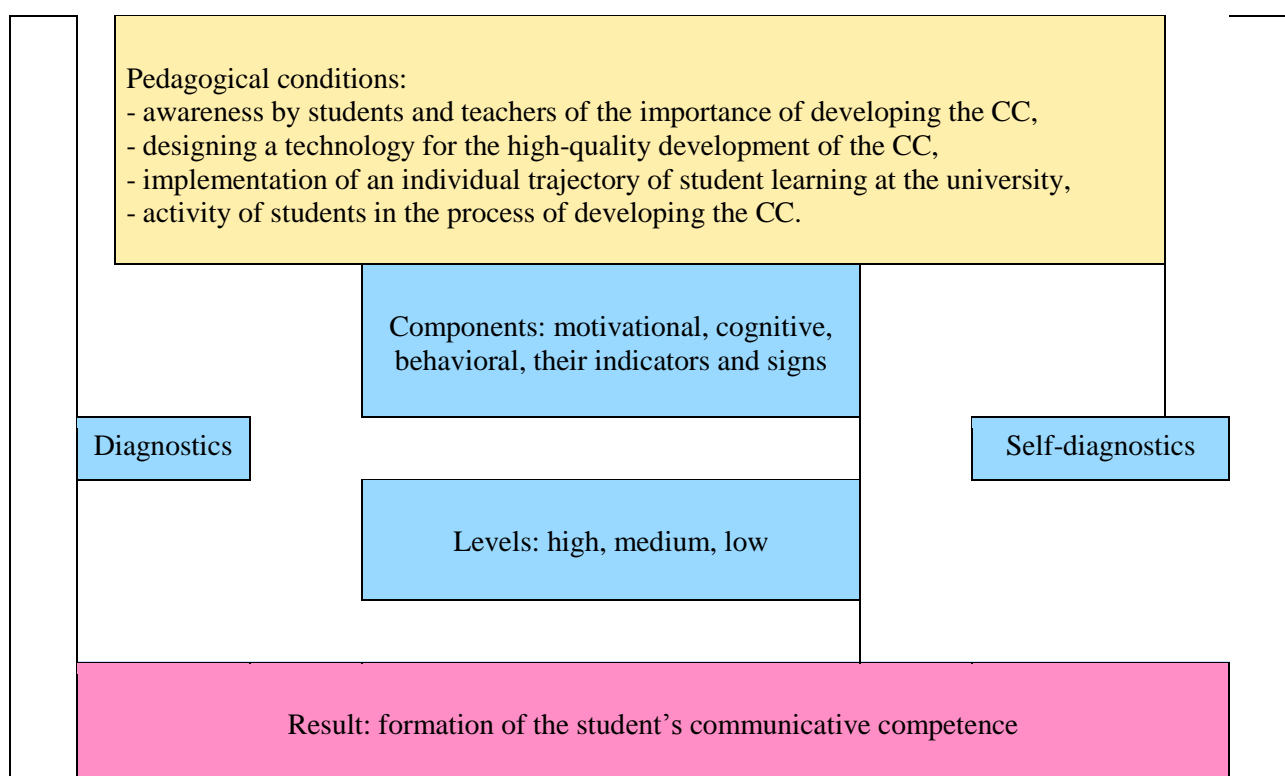 Pedagogical conditions:
- awareness by students and teachers of the importance of developing the CC,
- designing a technology for the high-quality development of the CC,
- implementation of an individual trajectory of student learning at the university,
- activity of students in the process of developing the CC.
Components: motivational, cognitive,
behavioral, their indicators and signs
Diagnostics
Self-diagnostics
Levels: high, medium, low
Result: formation of the student’s communicative competence